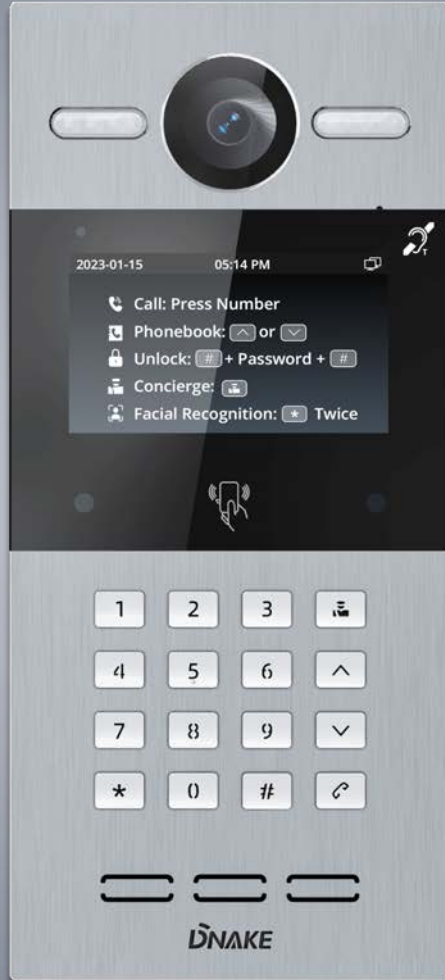 T
2023-01-15 05:14 PM
Call: Press Number
Phonebook: or
Unlock: # + Password + #
Concierge:
Facial Recognition: * Twice
1 2 3
4 5 6
7 8 9
* 0 #
DNAKE